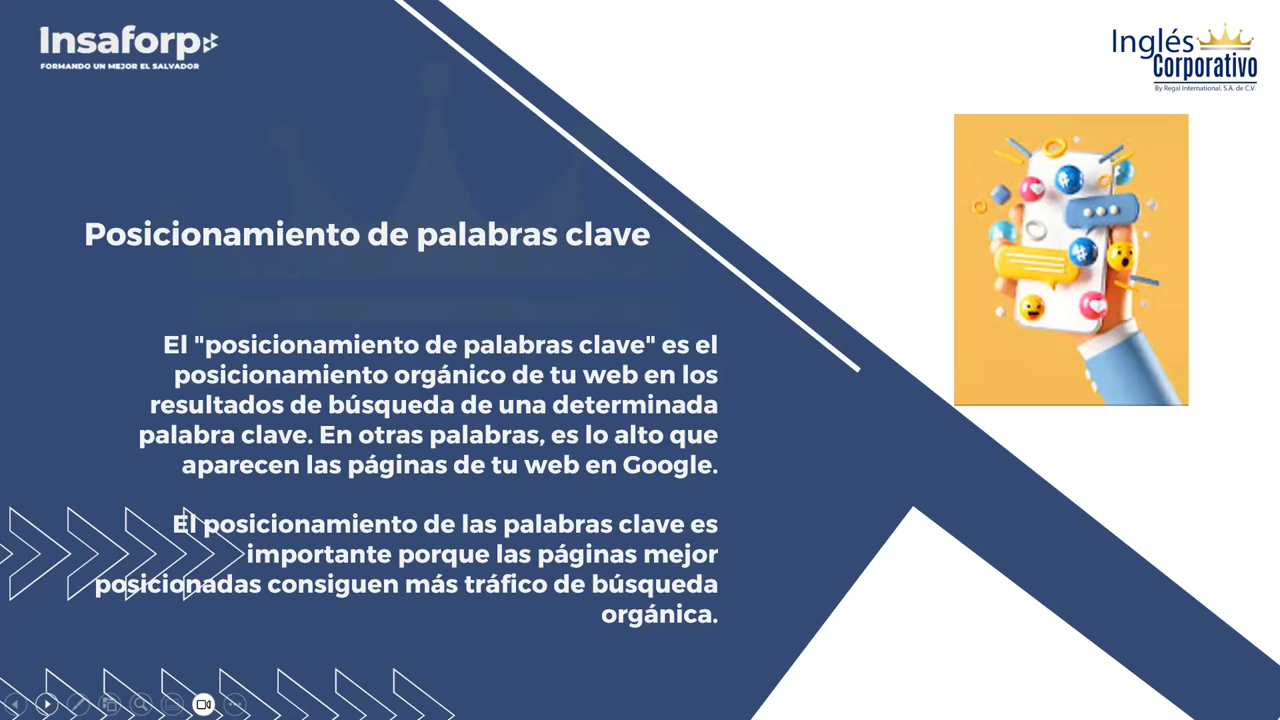 Insaforp
FORMANDO UN MEJOR EL SALVADOR
Inglés
Corporativo
By Regal International, S.A. de C.V.
Posicionamiento de palabras clave
El "posicionamiento de palabras clave" es el
posicionamiento orgánico de tu web en los
resultados de búsqueda de una determinada
palabra clave. En otras palabras, es lo alto que
aparecen las páginas de tu web en Google.
El posicionamiento de las palabras clave es
importante porque las páginas mejor
posicionadas consiguen más tráfico de búsqueda
orgánica.